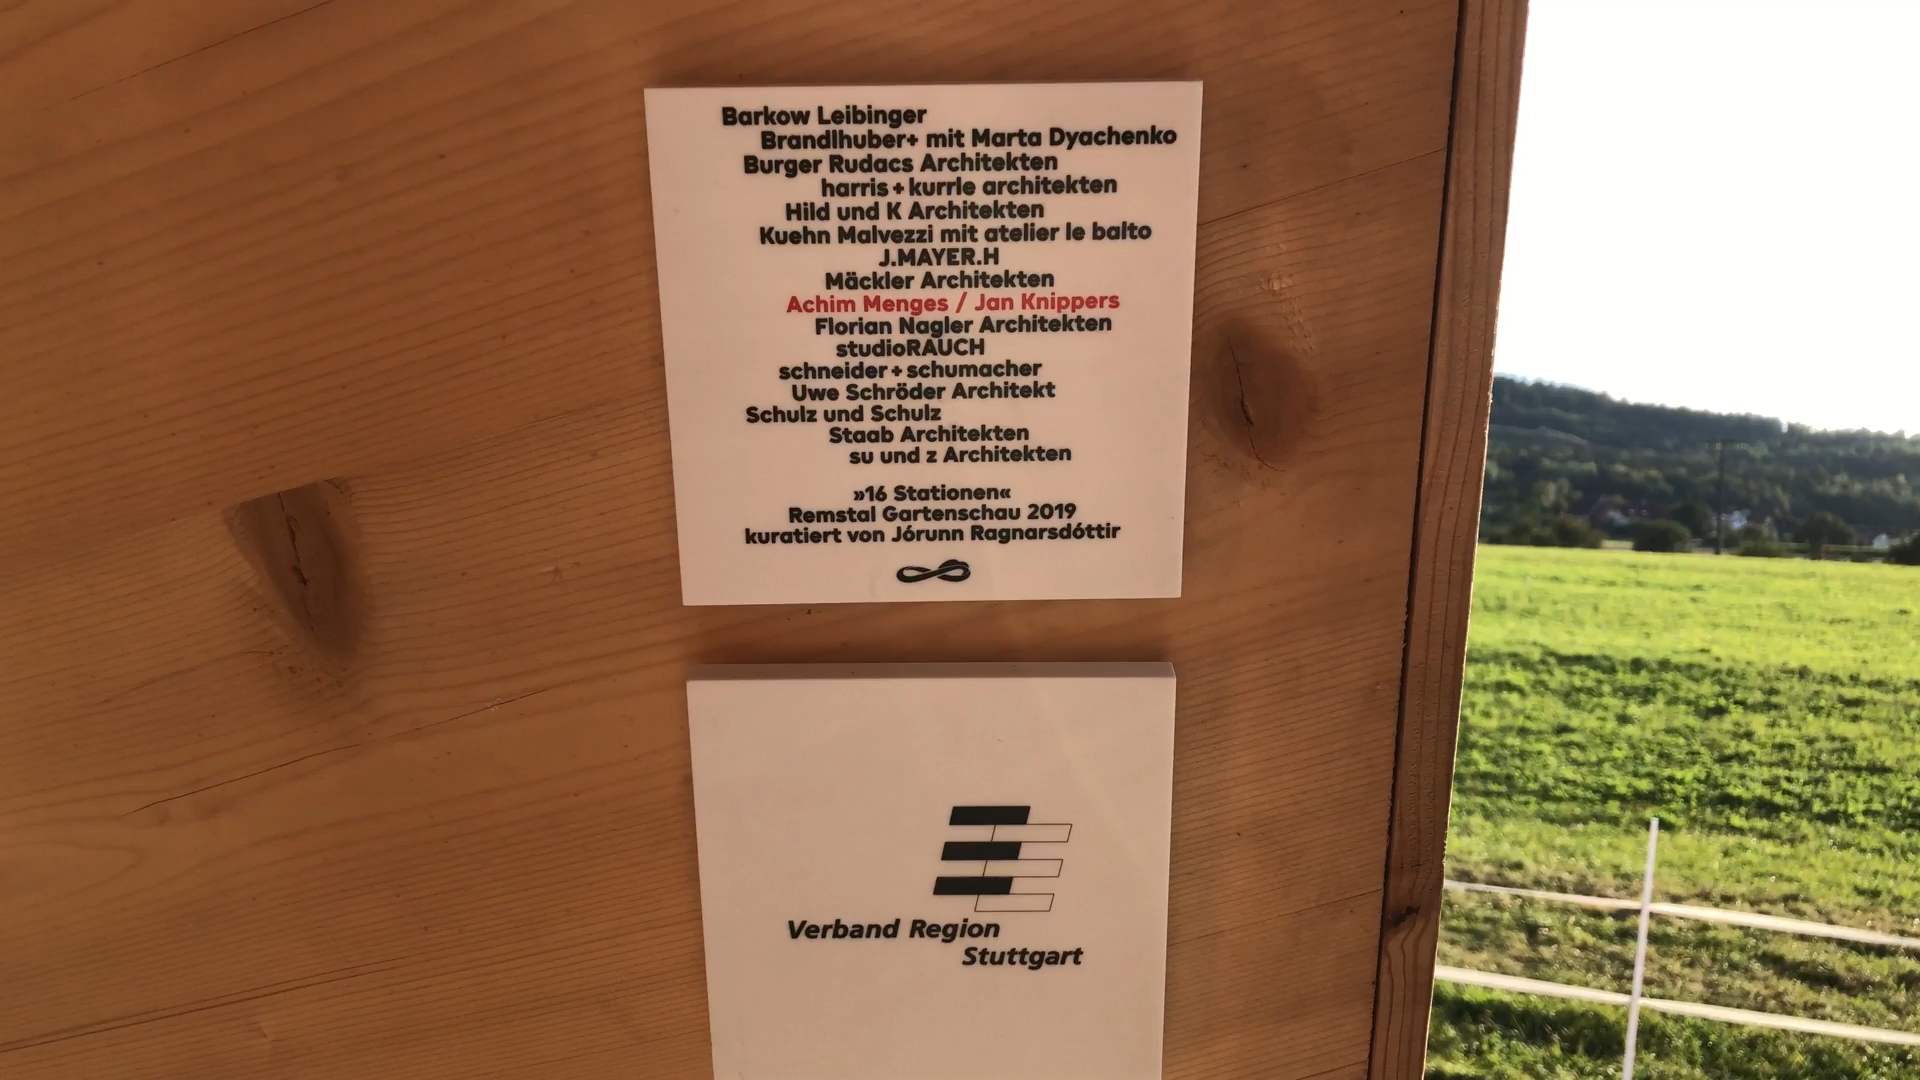 Barkow Leibinger
Brandlhuber+ mit Marta Dyachenko
Burger Rudacs Architekten
harris + kurrle architekten
Hild und K Architekten
Kuehn Malvezzi mit atelier le balto
J.MAYER.H
Mäckler Architekten
Achim Menges / Jan Knippers
Florian Nagler Architekten
studioRAUCH
schneider + schumacher
Uwe Schröder Architekt
Schulz und Schulz
Staab Architekten
su und z Architekten
»16 Stationen«
Remstal Gartenschau 2019
kuratiert von Jórunn Ragnarsdóttir
Verband Region
Stuttgart